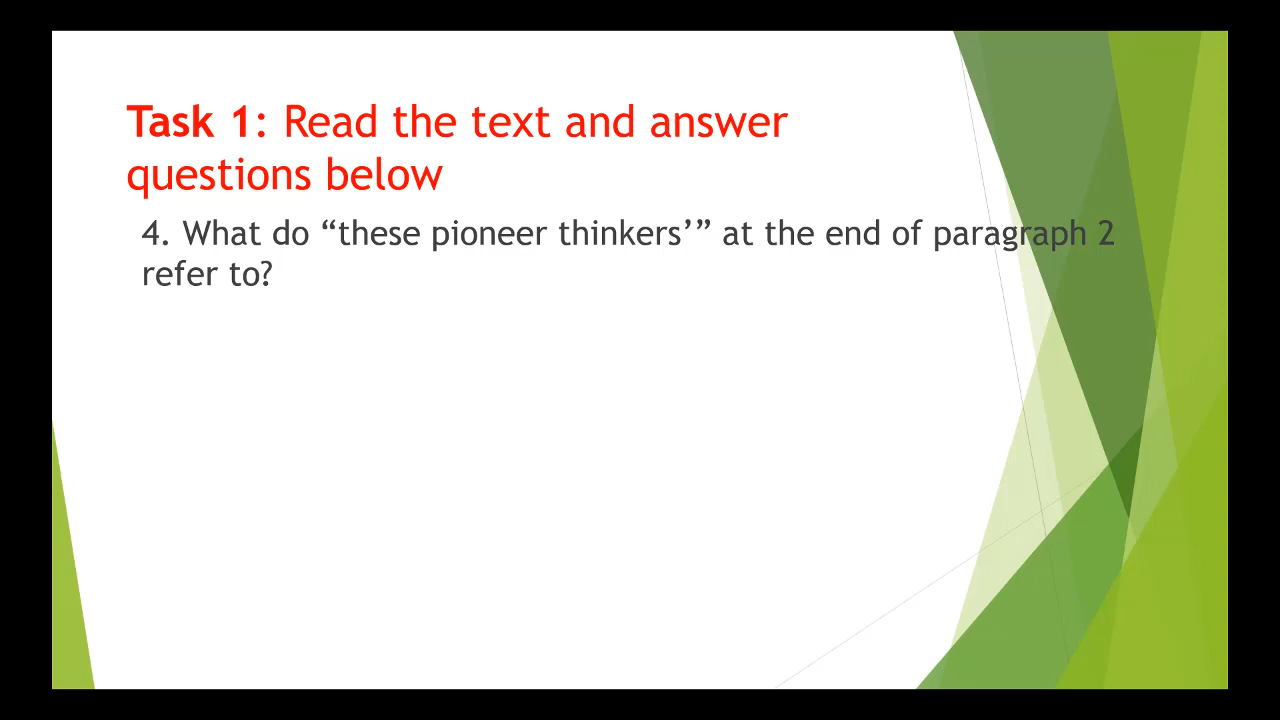 Task 1: Read the text and answer
questions below
4. What do “these pioneer thinkers’” at the end of paragraph 2
refer to?